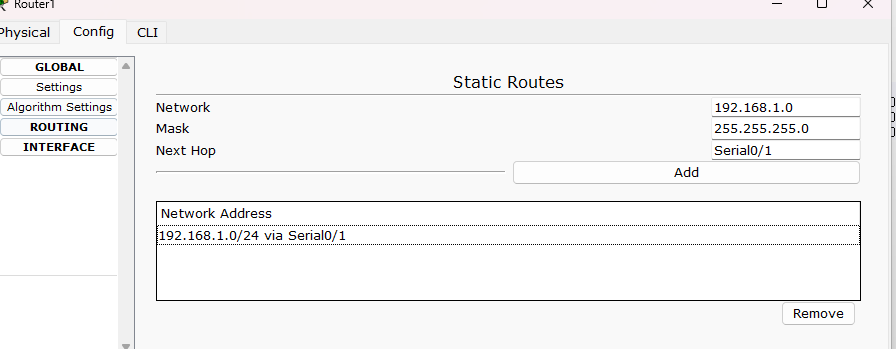 Router1
Physical Config CLI
GLOBAL
Settings
Algorithm Settings
ROUTING
INTERFACE
Static Routes
Network 192.168.1.0
Mask 255.255.255.0
Next Hop Serial0/1
Add
Network Address
192.168.1.0/24 via Serial0/1
Remove